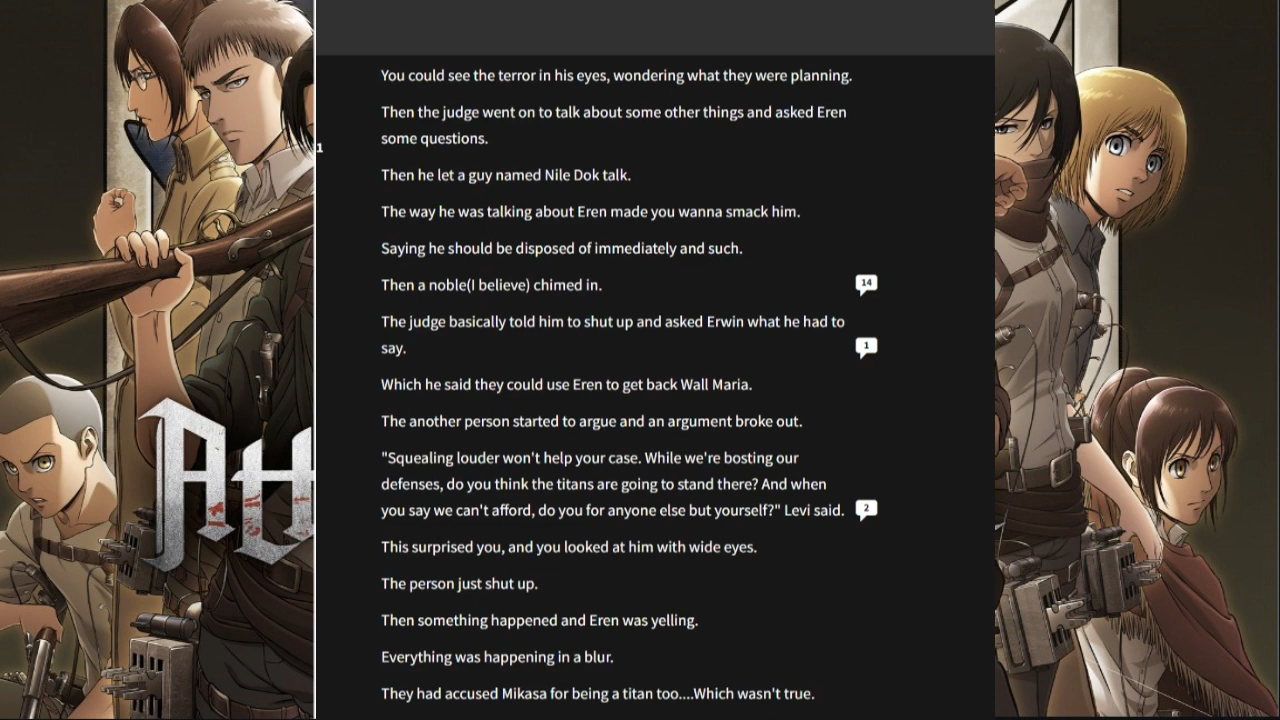 You could see the terror in his eyes, wondering what they were planning.
Then the judge went on to talk about some other things and asked Eren
some questions.
Then he let a guy named Nile Dok talk.
The way he was talking about Eren made you wanna smack him.
Saying he should be disposed of immediately and such.
Then a noble(I believe) chimed in.
14
The judge basically told him to shut up and asked Erwin what he had to
say.
1
Which he said they could use Eren to get back Wall Maria.
The another person started to argue and an argument broke out.
"Squealing louder won't help your case. While we're bosting our
defenses, do you think the titans are going to stand there? And when
you say we can't afford, do you for anyone else but yourself?" Levi said.
2
This surprised you, and you looked at him with wide eyes.
The person just shut up.
Then something happened and Eren was yelling.
Everything was happening in a blur.
They had accused Mikasa for being a titan too....Which wasn't true.
1
Att